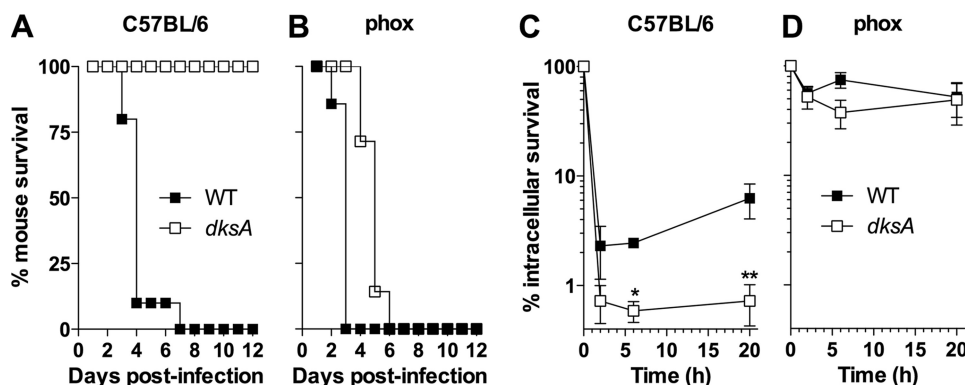 A C57BL/6
% mouse survival
100
75
50
25
0
WT
dksA
0 2 4 6 8 10 12
Days post-infection
B phox
0 2 4 6 8 10 12
Days post-infection
C C57BL/6
% intracellular survival
100
10
1
*
**
0 5 10 15 20
Time (h)
D phox
WT
dksA
0 5 10 15 20
Time (h)